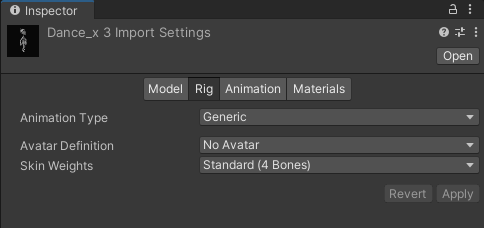 Inspector
Dance_x 3 Import Settings
Open
Model Rig Animation Materials
Animation Type Generic
Avatar Definition No Avatar
Skin Weights Standard (4 Bones)
Revert Apply